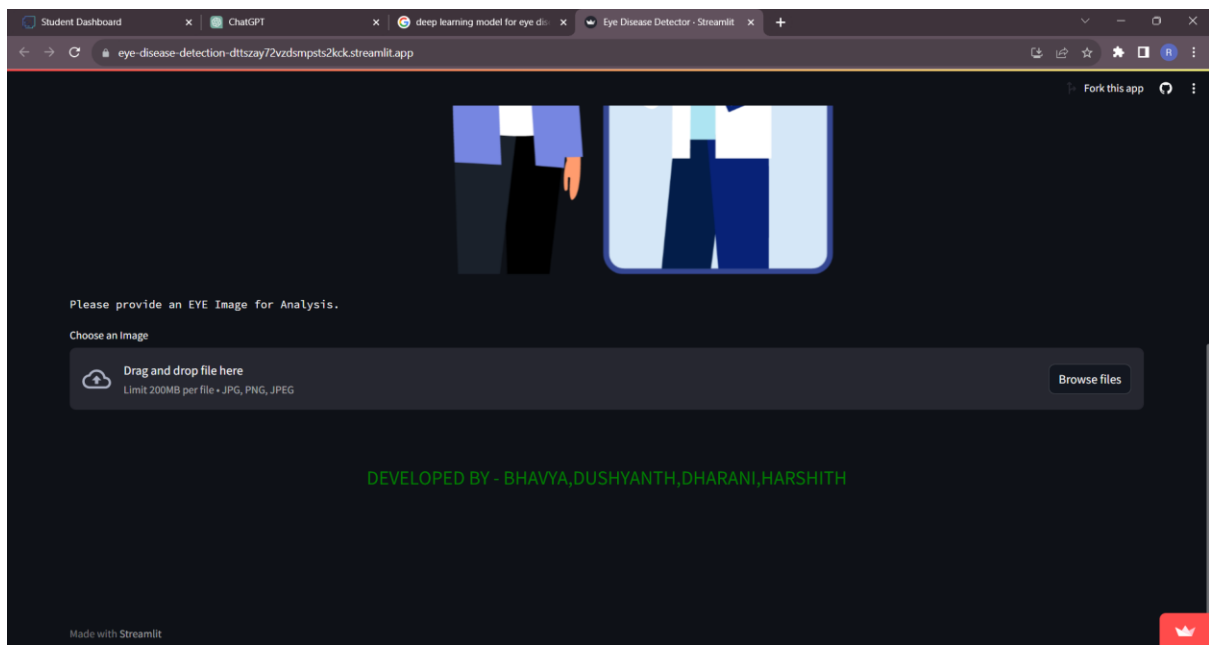 Student Dashboard
ChatGPT
deep learning model for eye dis
Eye Disease Detector · Streamlit
eye-disease-detection-dttszay72vzdsmpsts2kck.streamlit.app
R
Fork this app
Please provide an EYE Image for Analysis.
Choose an Image
Drag and drop file here
Limit 200MB per file • JPG, PNG, JPEG
Browse files
DEVELOPED BY - BHAVYA,DUSHYANTH,DHARANI,HARSHITH
Made with Streamlit